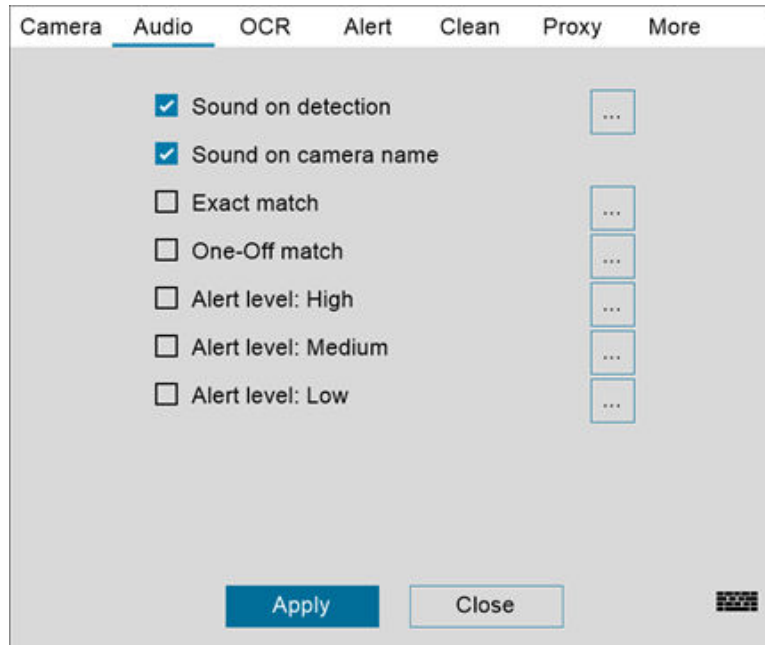 Camera Audio OCR Alert Clean Proxy More
Sound on detection ...
Sound on camera name
Exact match ...
One-Off match ...
Alert level: High ...
Alert level: Medium ...
Alert level: Low ...
Apply Close